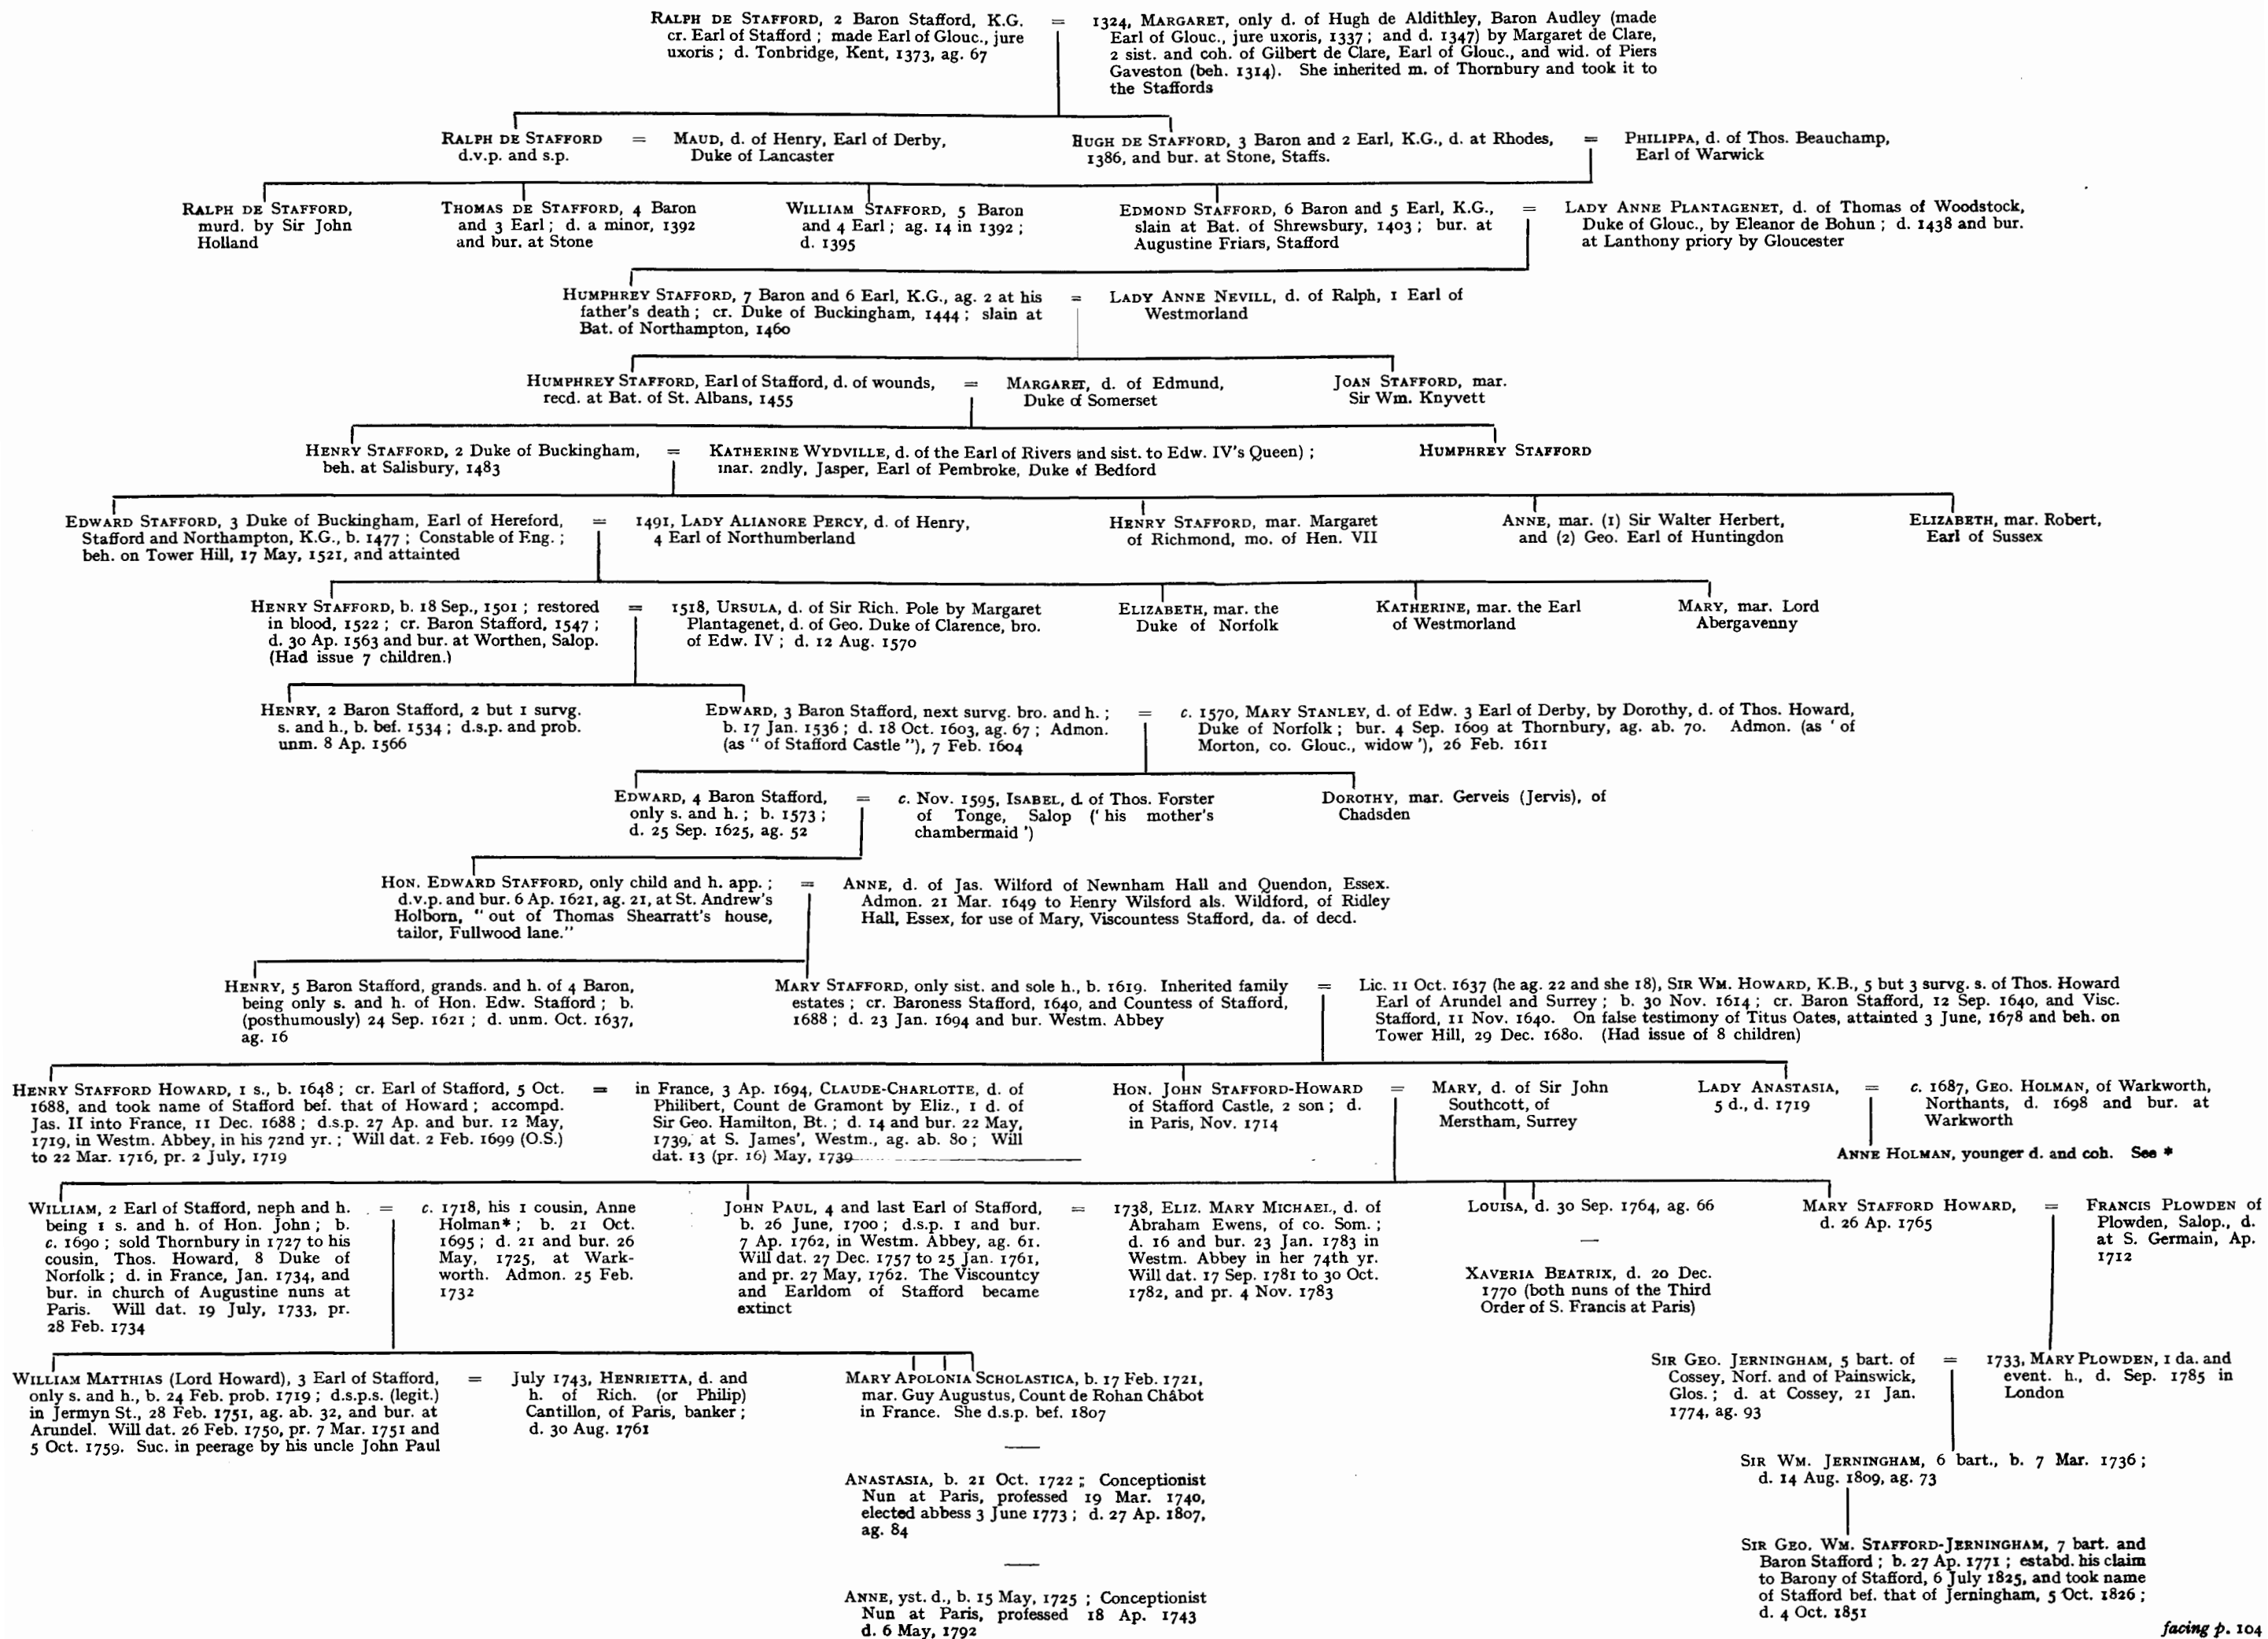 RALPH DE STAFFORD, 2 Baron Stafford, K.G.
cr. Earl of Stafford ; made Earl of Glouc., jure
uxoris ; d. Tonbridge, Kent, 1373, ag. 67
=
1324, MARGARET, only d. of Hugh de Aldithley, Baron Audley (made
Earl of Glouc., jure uxoris, 1337 ; and d. 1347) by Margaret de Clare,
2 sist. and coh. of Gilbert de Clare, Earl of Glouc., and wid. of Piers
Gaveston (beh. 1314). She inherited m. of Thornbury and took it to
the Staffords
RALPH DE STAFFORD
d.v.p. and s.p.
=
MAUD, d. of Henry, Earl of Derby,
Duke of Lancaster
HUGH DE STAFFORD, 3 Baron and 2 Earl, K.G., d. at Rhodes,
1386, and bur. at Stone, Staffs.
=
PHILIPPA, d. of Thos. Beauchamp,
Earl of Warwick
RALPH DE STAFFORD,
murd. by Sir John
Holland
THOMAS DE STAFFORD, 4 Baron
and 3 Earl ; d. a minor, 1392
and bur. at Stone
WILLIAM STAFFORD, 5 Baron
and 4 Earl ; ag. 14 in 1392 ;
d. 1395
EDMOND STAFFORD, 6 Baron and 5 Earl, K.G.,
slain at Bat. of Shrewsbury, 1403 ; bur. at
Augustine Friars, Stafford
=
LADY ANNE PLANTAGENET, d. of Thomas of Woodstock,
Duke of Glouc., by Eleanor de Bohun ; d. 1438 and bur.
at Lanthony priory by Gloucester
HUMPHREY STAFFORD, 7 Baron and 6 Earl, K.G., ag. 2 at his
father's death ; cr. Duke of Buckingham, 1444 ; slain at
Bat. of Northampton, 1460
=
LADY ANNE NEVILL, d. of Ralph, 1 Earl of
Westmorland
HUMPHREY STAFFORD, Earl of Stafford, d. of wounds,
recd. at Bat. of St. Albans, 1455
=
MARGARET, d. of Edmund,
Duke of Somerset
JOAN STAFFORD, mar.
Sir Wm. Knyvett
HENRY STAFFORD, 2 Duke of Buckingham,
beh. at Salisbury, 1483
=
KATHERINE WYDVILLE, d. of the Earl of Rivers and sist. to Edw. IV's Queen) ;
mar. 2ndly, Jasper, Earl of Pembroke, Duke of Bedford
HUMPHREY STAFFORD
EDWARD STAFFORD, 3 Duke of Buckingham, Earl of Hereford,
Stafford and Northampton, K.G., b. 1477 ; Constable of Eng. ;
beh. on Tower Hill, 17 May, 1521, and attainted
=
1491, LADY ALIANORE PERCY, d. of Henry,
4 Earl of Northumberland
HENRY STAFFORD, mar. Margaret
of Richmond, mo. of Hen. VII
ANNE, mar. (1) Sir Walter Herbert,
and (2) Geo. Earl of Huntingdon
ELIZABETH, mar. Robert,
Earl of Sussex
HENRY STAFFORD, b. 18 Sep., 1501 ; restored
in blood, 1522 ; cr. Baron Stafford, 1547 ;
d. 30 Ap. 1563 and bur. at Worthen, Salop.
(Had issue 7 children.)
=
1518, URSULA, d. of Sir Rich. Pole by Margaret
Plantagenet, d. of Geo. Duke of Clarence, bro.
of Edw. IV ; d. 12 Aug. 1570
ELIZABETH, mar. the
Duke of Norfolk
KATHERINE, mar. the Earl
of Westmorland
MARY, mar. Lord
Abergavenny
HENRY, 2 Baron Stafford, 2 but 1 survg.
s. and h., b. bef. 1534 ; d.s.p. and prob.
unm. 8 Ap. 1566
EDWARD, 3 Baron Stafford, next survg. bro. and h. ;
b. 17 Jan. 1536 ; d. 18 Oct. 1603, ag. 67 ; Admon.
(as " of Stafford Castle "), 7 Feb. 1604
=
c. 1570, MARY STANLEY, d. of Edw. 3 Earl of Derby, by Dorothy, d. of Thos. Howard,
Duke of Norfolk ; bur. 4 Sep. 1609 at Thornbury, ag. ab. 70. Admon. (as ' of
Morton, co. Glouc., widow '), 26 Feb. 1611
EDWARD, 4 Baron Stafford,
only s. and h. ; b. 1573 ;
d. 25 Sep. 1625, ag. 52
=
c. Nov. 1595, ISABEL, d. of Thos. Forster
of Tonge, Salop (' his mother's
chambermaid ')
DOROTHY, mar. Gerveis (Jervis), of
Chadsden
HON. EDWARD STAFFORD, only child and h. app. ;
d.v.p. and bur. 6 Ap. 1621, ag. 21, at St. Andrew's
Holborn, " out of Thomas Shearratt's house,
tailor, Fullwood lane."
=
ANNE, d. of Jas. Wilford of Newnham Hall and Quendon, Essex.
Admon. 21 Mar. 1649 to Henry Wilsford als. Wildford, of Ridley
Hall, Essex, for use of Mary, Viscountess Stafford, da. of decd.
HENRY, 5 Baron Stafford, grands. and h. of 4 Baron,
being only s. and h. of Hon. Edw. Stafford ; b.
(posthumously) 24 Sep. 1621 ; d. unm. Oct. 1637,
ag. 16
MARY STAFFORD, only sist. and sole h., b. 1619. Inherited family
estates ; cr. Baroness Stafford, 1640, and Countess of Stafford,
1688 ; d. 23 Jan. 1694 and bur. Westm. Abbey
=
Lic. 11 Oct. 1637 (he ag. 22 and she 18), SIR WM. HOWARD, K.B., 5 but 3 survg. s. of Thos. Howard
Earl of Arundel and Surrey ; b. 30 Nov. 1614 ; cr. Baron Stafford, 12 Sep. 1640, and Visc.
Stafford, 11 Nov. 1640. On false testimony of Titus Oates, attainted 3 June, 1678 and beh. on
Tower Hill, 29 Dec. 1680. (Had issue of 8 children)
HENRY STAFFORD HOWARD, 1 s., b. 1648 ; cr. Earl of Stafford, 5 Oct.
1688, and took name of Stafford bef. that of Howard ; accompd.
Jas. II into France, 11 Dec. 1688 ; d.s.p. 27 Ap. and bur. 12 May,
1719, in Westm. Abbey, in his 72nd yr. ; Will dat. 2 Feb. 1699 (O.S.)
to 22 Mar. 1716, pr. 2 July, 1719
=
in France, 3 Ap. 1694, CLAUDE-CHARLOTTE, d. of
Philibert, Count de Gramont by Eliz., 1 d. of
Sir Geo. Hamilton, Bt. ; d. 14 and bur. 22 May,
1739, at S. James', Westm., ag. ab. 80 ; Will
dat. 13 (pr. 16) May, 1739
HON. JOHN STAFFORD-HOWARD
of Stafford Castle, 2 son ; d.
in Paris, Nov. 1714
=
MARY, d. of Sir John
Southcott, of
Merstham, Surrey
LADY ANASTASIA,
5 d., d. 1719
=
c. 1687, GEO. HOLMAN, of Warkworth,
Northants, d. 1698 and bur. at
Warkworth
ANNE HOLMAN, younger d. and coh. See *
WILLIAM, 2 Earl of Stafford, neph and h.
being 1 s. and h. of Hon. John ; b.
c. 1690 ; sold Thornbury in 1727 to his
cousin, Thos. Howard, 8 Duke of
Norfolk ; d. in France, Jan. 1734, and
bur. in church of Augustine nuns at
Paris. Will dat. 19 July, 1733, pr.
28 Feb. 1734
=
c. 1718, his 1 cousin, Anne
Holman* ; b. 21 Oct.
1695 ; d. 21 and bur. 26
May, 1725, at Wark-
worth. Admon. 25 Feb.
1732
JOHN PAUL, 4 and last Earl of Stafford,
b. 26 June, 1700 ; d.s.p. 1 and bur.
7 Ap. 1762, in Westm. Abbey, ag. 61.
Will dat. 27 Dec. 1757 to 25 Jan. 1761,
and pr. 27 May, 1762. The Viscountcy
and Earldom of Stafford became
extinct
=
1738, ELIZ. MARY MICHAEL, d. of
Abraham Ewens, of co. Som. ;
d. 16 and bur. 23 Jan. 1783 in
Westm. Abbey in her 74th yr.
Will dat. 17 Sep. 1781 to 30 Oct.
1782, and pr. 4 Nov. 1783
LOUISA, d. 30 Sep. 1764, ag. 66
—
XAVERIA BEATRIX, d. 20 Dec.
1770 (both nuns of the Third
Order of S. Francis at Paris)
MARY STAFFORD HOWARD,
d. 26 Ap. 1765
=
FRANCIS PLOWDEN of
Plowden, Salop., d.
at S. Germain, Ap.
1712
WILLIAM MATTHIAS (Lord Howard), 3 Earl of Stafford,
only s. and h., b. 24 Feb. prob. 1719 ; d.s.p.s. (legit.)
in Jermyn St., 28 Feb. 1751, ag. ab. 32, and bur. at
Arundel. Will dat. 26 Feb. 1750, pr. 7 Mar. 1751 and
5 Oct. 1759. Suc. in peerage by his uncle John Paul
=
July 1743, HENRIETTA, d. and
h. of Rich. (or Philip)
Cantillon, of Paris, banker ;
d. 30 Aug. 1761
MARY APOLONIA SCHOLASTICA, b. 17 Feb. 1721,
mar. Guy Augustus, Count de Rohan Châbot
in France. She d.s.p. bef. 1807
—
ANASTASIA, b. 21 Oct. 1722 ; Conceptionist
Nun at Paris, professed 19 Mar. 1740,
elected abbess 3 June 1773 ; d. 27 Ap. 1807,
ag. 84
—
ANNE, yst. d., b. 15 May, 1725 ; Conceptionist
Nun at Paris, professed 18 Ap. 1743
d. 6 May, 1792
SIR GEO. JERNINGHAM, 5 bart. of
Cossey, Norf. and of Painswick,
Glos. ; d. at Cossey, 21 Jan.
1774, ag. 93
=
1733, MARY PLOWDEN, 1 da. and
event. h., d. Sep. 1785 in
London
SIR WM. JERNINGHAM, 6 bart., b. 7 Mar. 1736 ;
d. 14 Aug. 1809, ag. 73
SIR GEO. WM. STAFFORD-JERNINGHAM, 7 bart. and
Baron Stafford ; b. 27 Ap. 1771 ; estabd. his claim
to Barony of Stafford, 6 July 1825, and took name
of Stafford bef. that of Jerningham, 5 Oct. 1826 ;
d. 4 Oct. 1851
facing p. 104